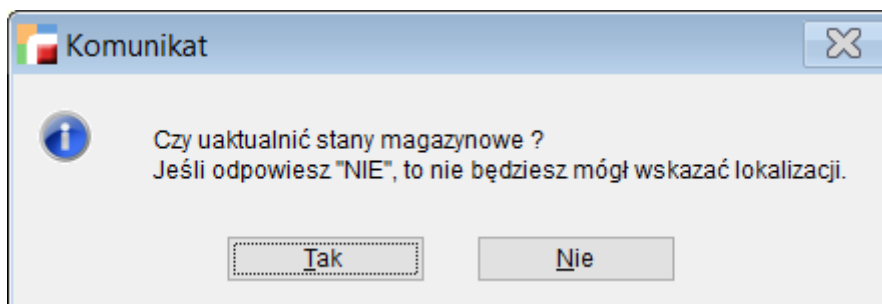 Komunikat
Czy uaktualnić stany magazynowe ?
Jeśli odpowiesz "NIE", to nie będziesz mógł wskazać lokalizacji.
Tak
Nie